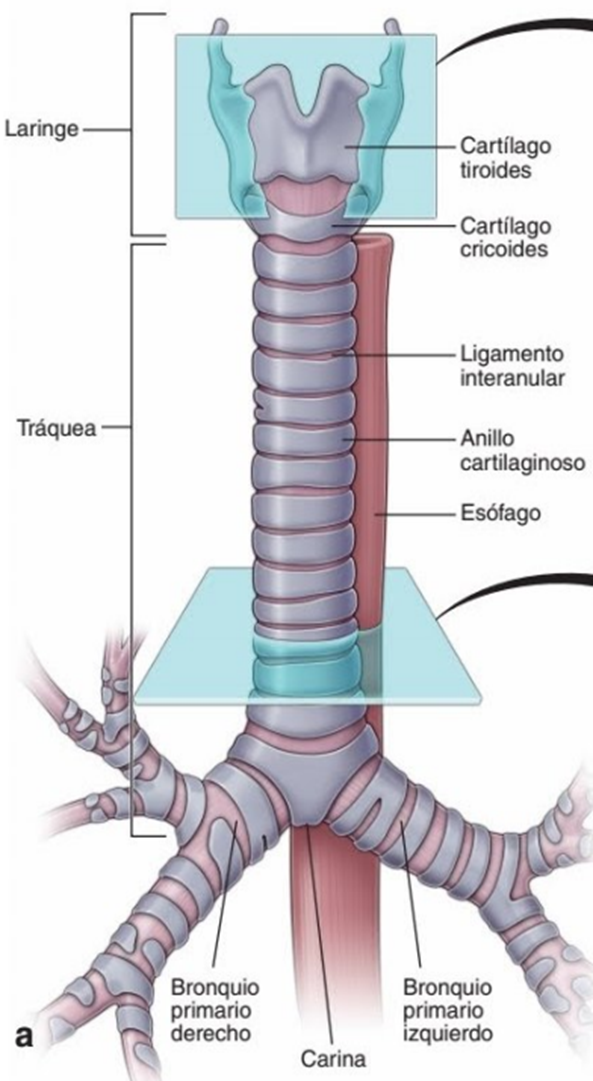 Laringe
Cartílago
tiroides
Cartílago
cricoides
Ligamento
interanular
Tráquea
Anillo
cartilaginoso
Esófago
Bronquio
primario
derecho
Bronquio
primario
izquierdo
Carina
a